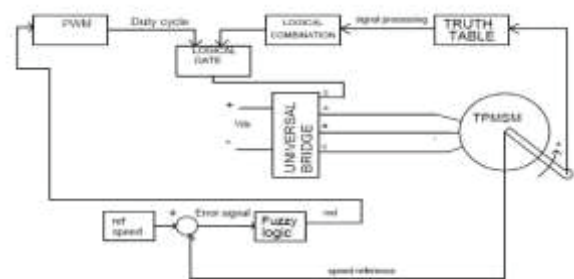 PWM
Duty cycle
LOGICAL
COMBINATION
signal processing
TRUTH
TABLE
LOGICAL
GATE
+
Vdc
-
UNIVERSAL
BRIDGE
TPMSM
ref
speed
+
Error signal
Fuzzy
logic
speed reference